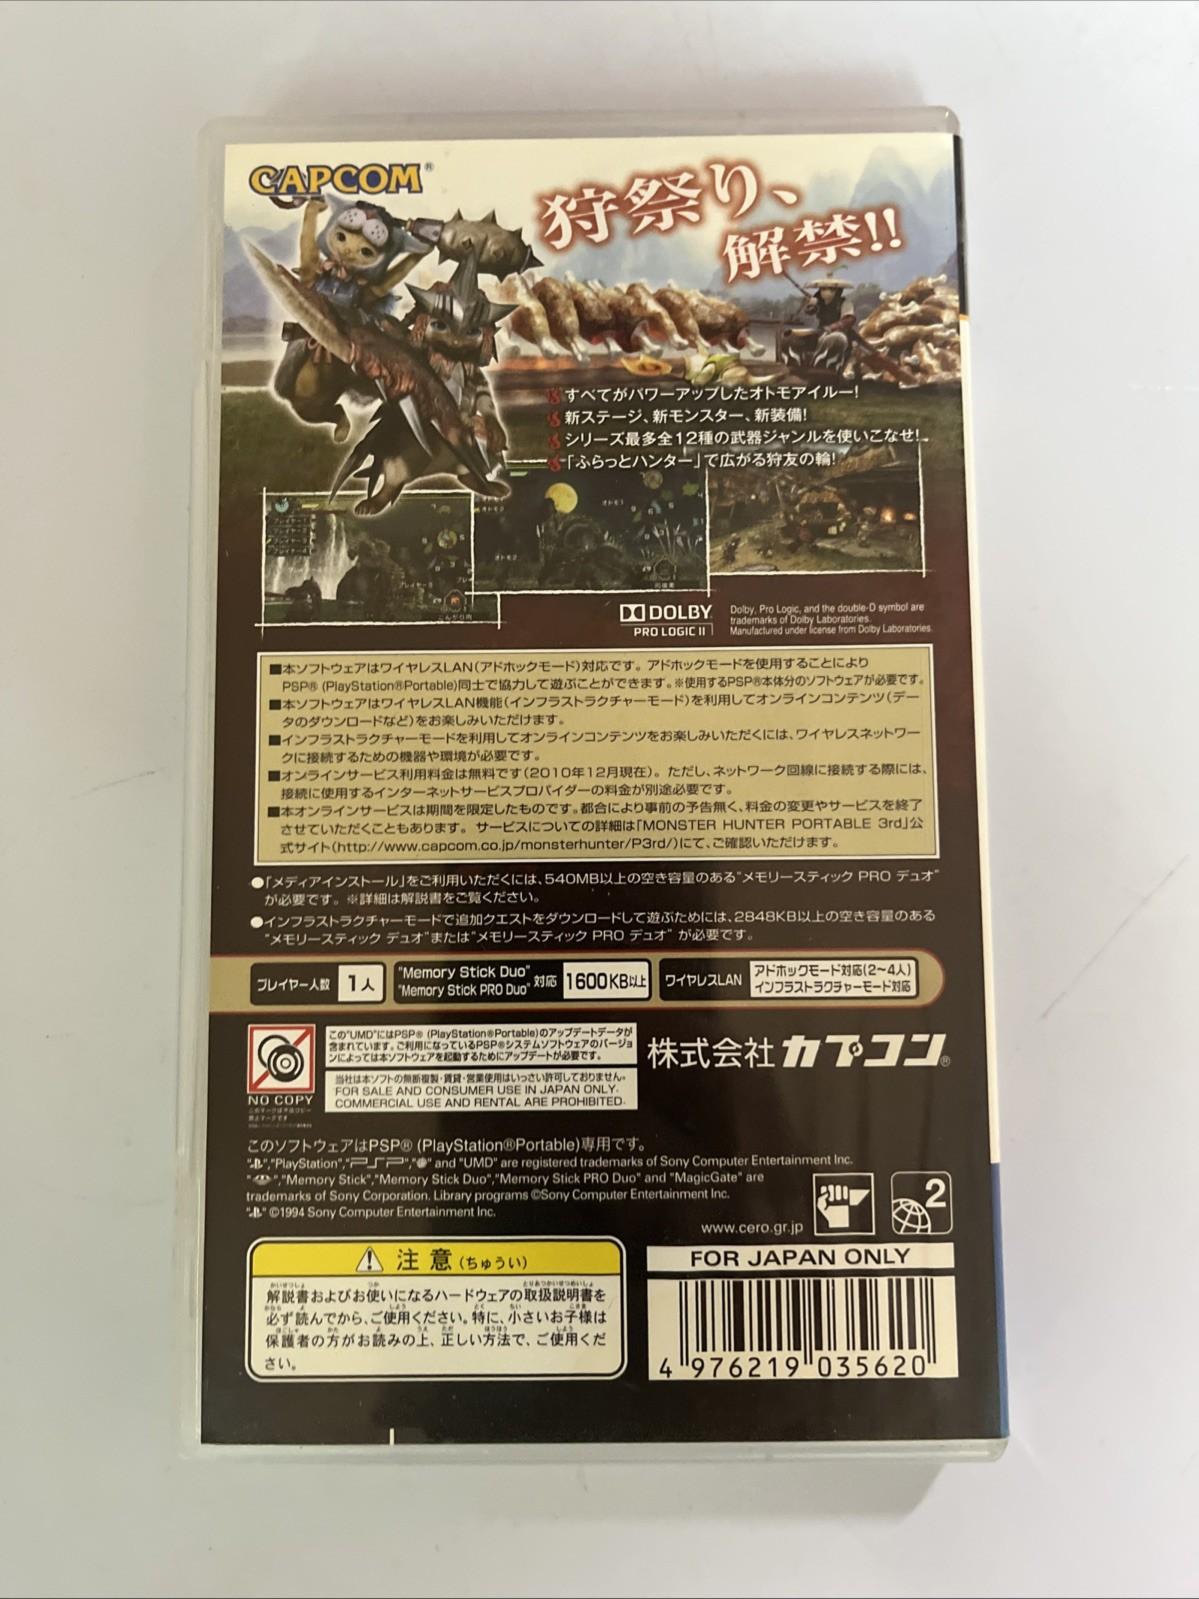 CAPCOM®
狩祭り、
解禁!!
すべてがパワーアップしたオトモアイルー!
新ステージ、新モンスター、新装備!
シリーズ最多全12種の武器ジャンルを使いこなせ!
「ふらっとハンター」で広がる狩友の輪!
DOLBY
PRO LOGIC II
Dolby, Pro Logic, and the double-D symbol are
trademarks of Dolby Laboratories.
Manufactured under license from Dolby Laboratories.
■本ソフトウェアはワイヤレスLAN(アドホックモード)対応です。アドホックモードを使用することにより
PSP®(PlayStation®Portable)同士で協力して遊ぶことができます。※使用するPSP®本体分のソフトウェアが必要です。
■本ソフトウェアはワイヤレスLAN機能(インフラストラクチャーモード)を利用してオンラインコンテンツ(デー
タのダウンロードなど)をお楽しみいただけます。
■インフラストラクチャーモードを利用してオンラインコンテンツをお楽しみいただくには、ワイヤレスネットワー
クに接続するための機器や環境が必要です。
■オンラインサービス利用料金は無料です(2010年12月現在)。ただし、ネットワーク回線に接続する際には、
接続に使用するインターネットサービスプロバイダーの料金が別途必要です。
■本オンラインサービスは期間を限定したものです。都合により事前の予告無く、料金の変更やサービスを終了
させていただくこともあります。サービスについての詳細は「MONSTER HUNTER PORTABLE 3rd」公
式サイト(http://www.capcom.co.jp/monsterhunter/P3rd/)にて、ご確認いただけます。
●「メディアインストール」をご利用いただくには、540MB以上の空き容量のある"メモリースティック PRO デュオ"
が必要です。※詳細は解説書をご覧ください。
●インフラストラクチャーモードで追加クエストをダウンロードして遊ぶためには、2848KB以上の空き容量のある
"メモリースティック デュオ"または"メモリースティック PRO デュオ" が必要です。
プレイヤー人数 1人
"Memory Stick Duo"
"Memory Stick PRO Duo" 対応 1600KB以上
ワイヤレスLAN アドホックモード対応(2〜4人)
インフラストラクチャーモード対応
NO COPY
この"UMD"にはPSP®(PlayStation®Portable)のアップデートデータが
含まれています。ご利用になっているPSP®システムソフトウェアのバージョ
ンによっては本ソフトウェアを起動するためにアップデートが必要です。
当社は本ソフトの無断複製・賃貸・営業使用はいっさい許可しておりません。
FOR SALE AND CONSUMER USE IN JAPAN ONLY.
COMMERCIAL USE AND RENTAL ARE PROHIBITED.
株式会社カプコン®
このソフトウェアはPSP®(PlayStation®Portable)専用です。
"","PlayStation","PSP","" and "UMD" are registered trademarks of Sony Computer Entertainment Inc.
"","Memory Stick","Memory Stick Duo","Memory Stick PRO Duo" and "MagicGate" are
trademarks of Sony Corporation. Library programs ©Sony Computer Entertainment Inc.
"" ©1994 Sony Computer Entertainment Inc.
www.cero.gr.jp
2
注意(ちゅうい)
解説書およびお使いになるハードウェアの取扱説明書を
必ず読んでから、ご使用ください。特に、小さいお子様は
保護者の方がお読みの上、正しい方法で、ご使用くだ
さい。
FOR JAPAN ONLY
4 976219 035620